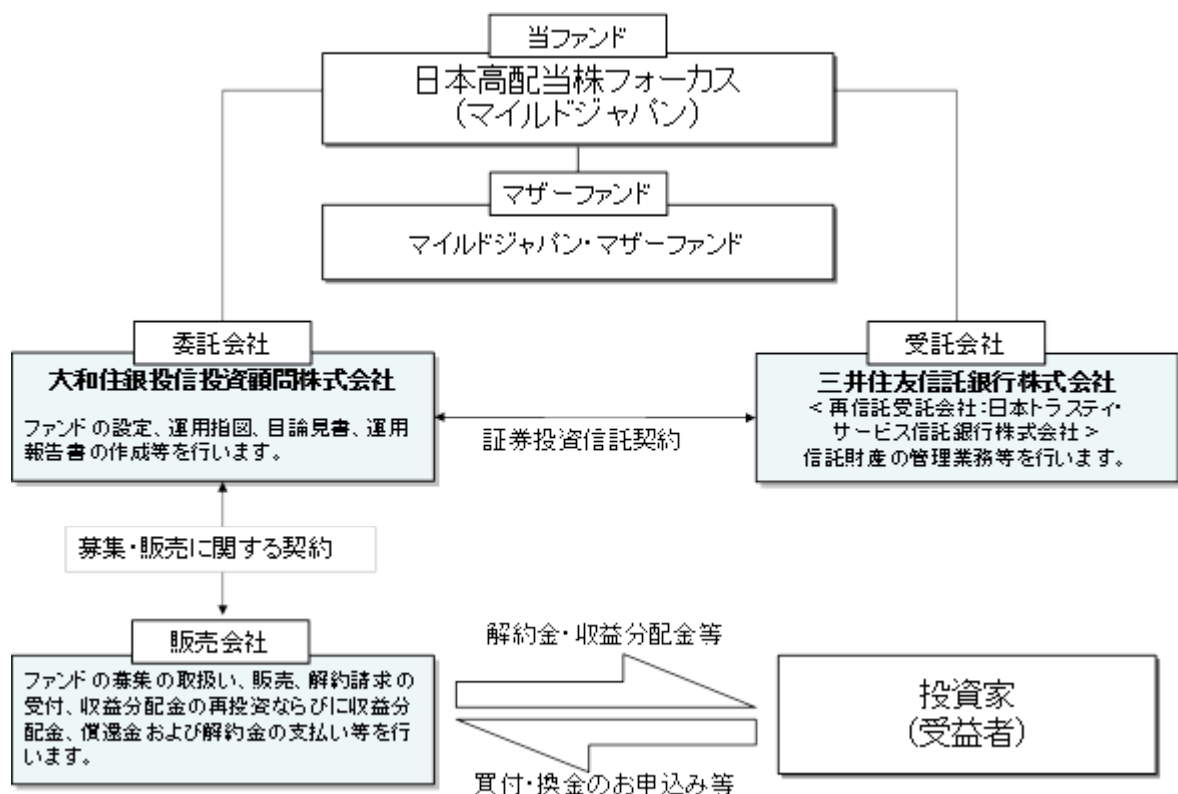 当ファンド
日本高配当株フォーカス
(マイルドジャパン)
マザーファンド
マイルドジャパン・マザーファンド
委託会社
大和住銀投信投資顧問株式会社
ファンドの設定、運用指図、目論見書、運用
報告書の作成等を行います。
証券投資信託契約
受託会社
三井住友信託銀行株式会社
<再信託受託会社:日本トラスティ・
サービス信託銀行株式会社>
信託財産の管理業務等を行います。
募集・販売に関する契約
販売会社
ファンドの募集の取扱い、販売、解約請求の
受付、収益分配金の再投資ならびに収益分
配金、償還金および解約金の支払い等を行
います。
解約金・収益分配金等
買付・換金のお申込み等
投資家
(受益者)